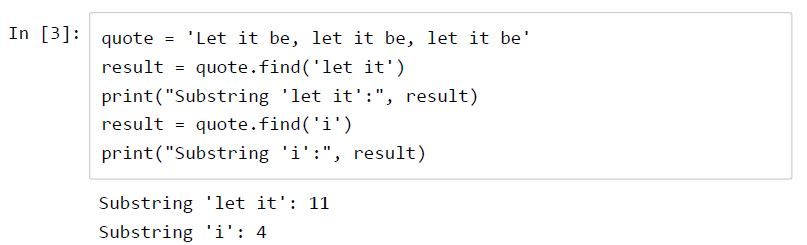 In [3]: quote = 'Let it be, let it be, let it be'
result = quote.find('let it')
print("Substring 'let it':", result)
result = quote.find('i')
print("Substring 'i':", result)
Substring 'let it': 11
Substring 'i': 4